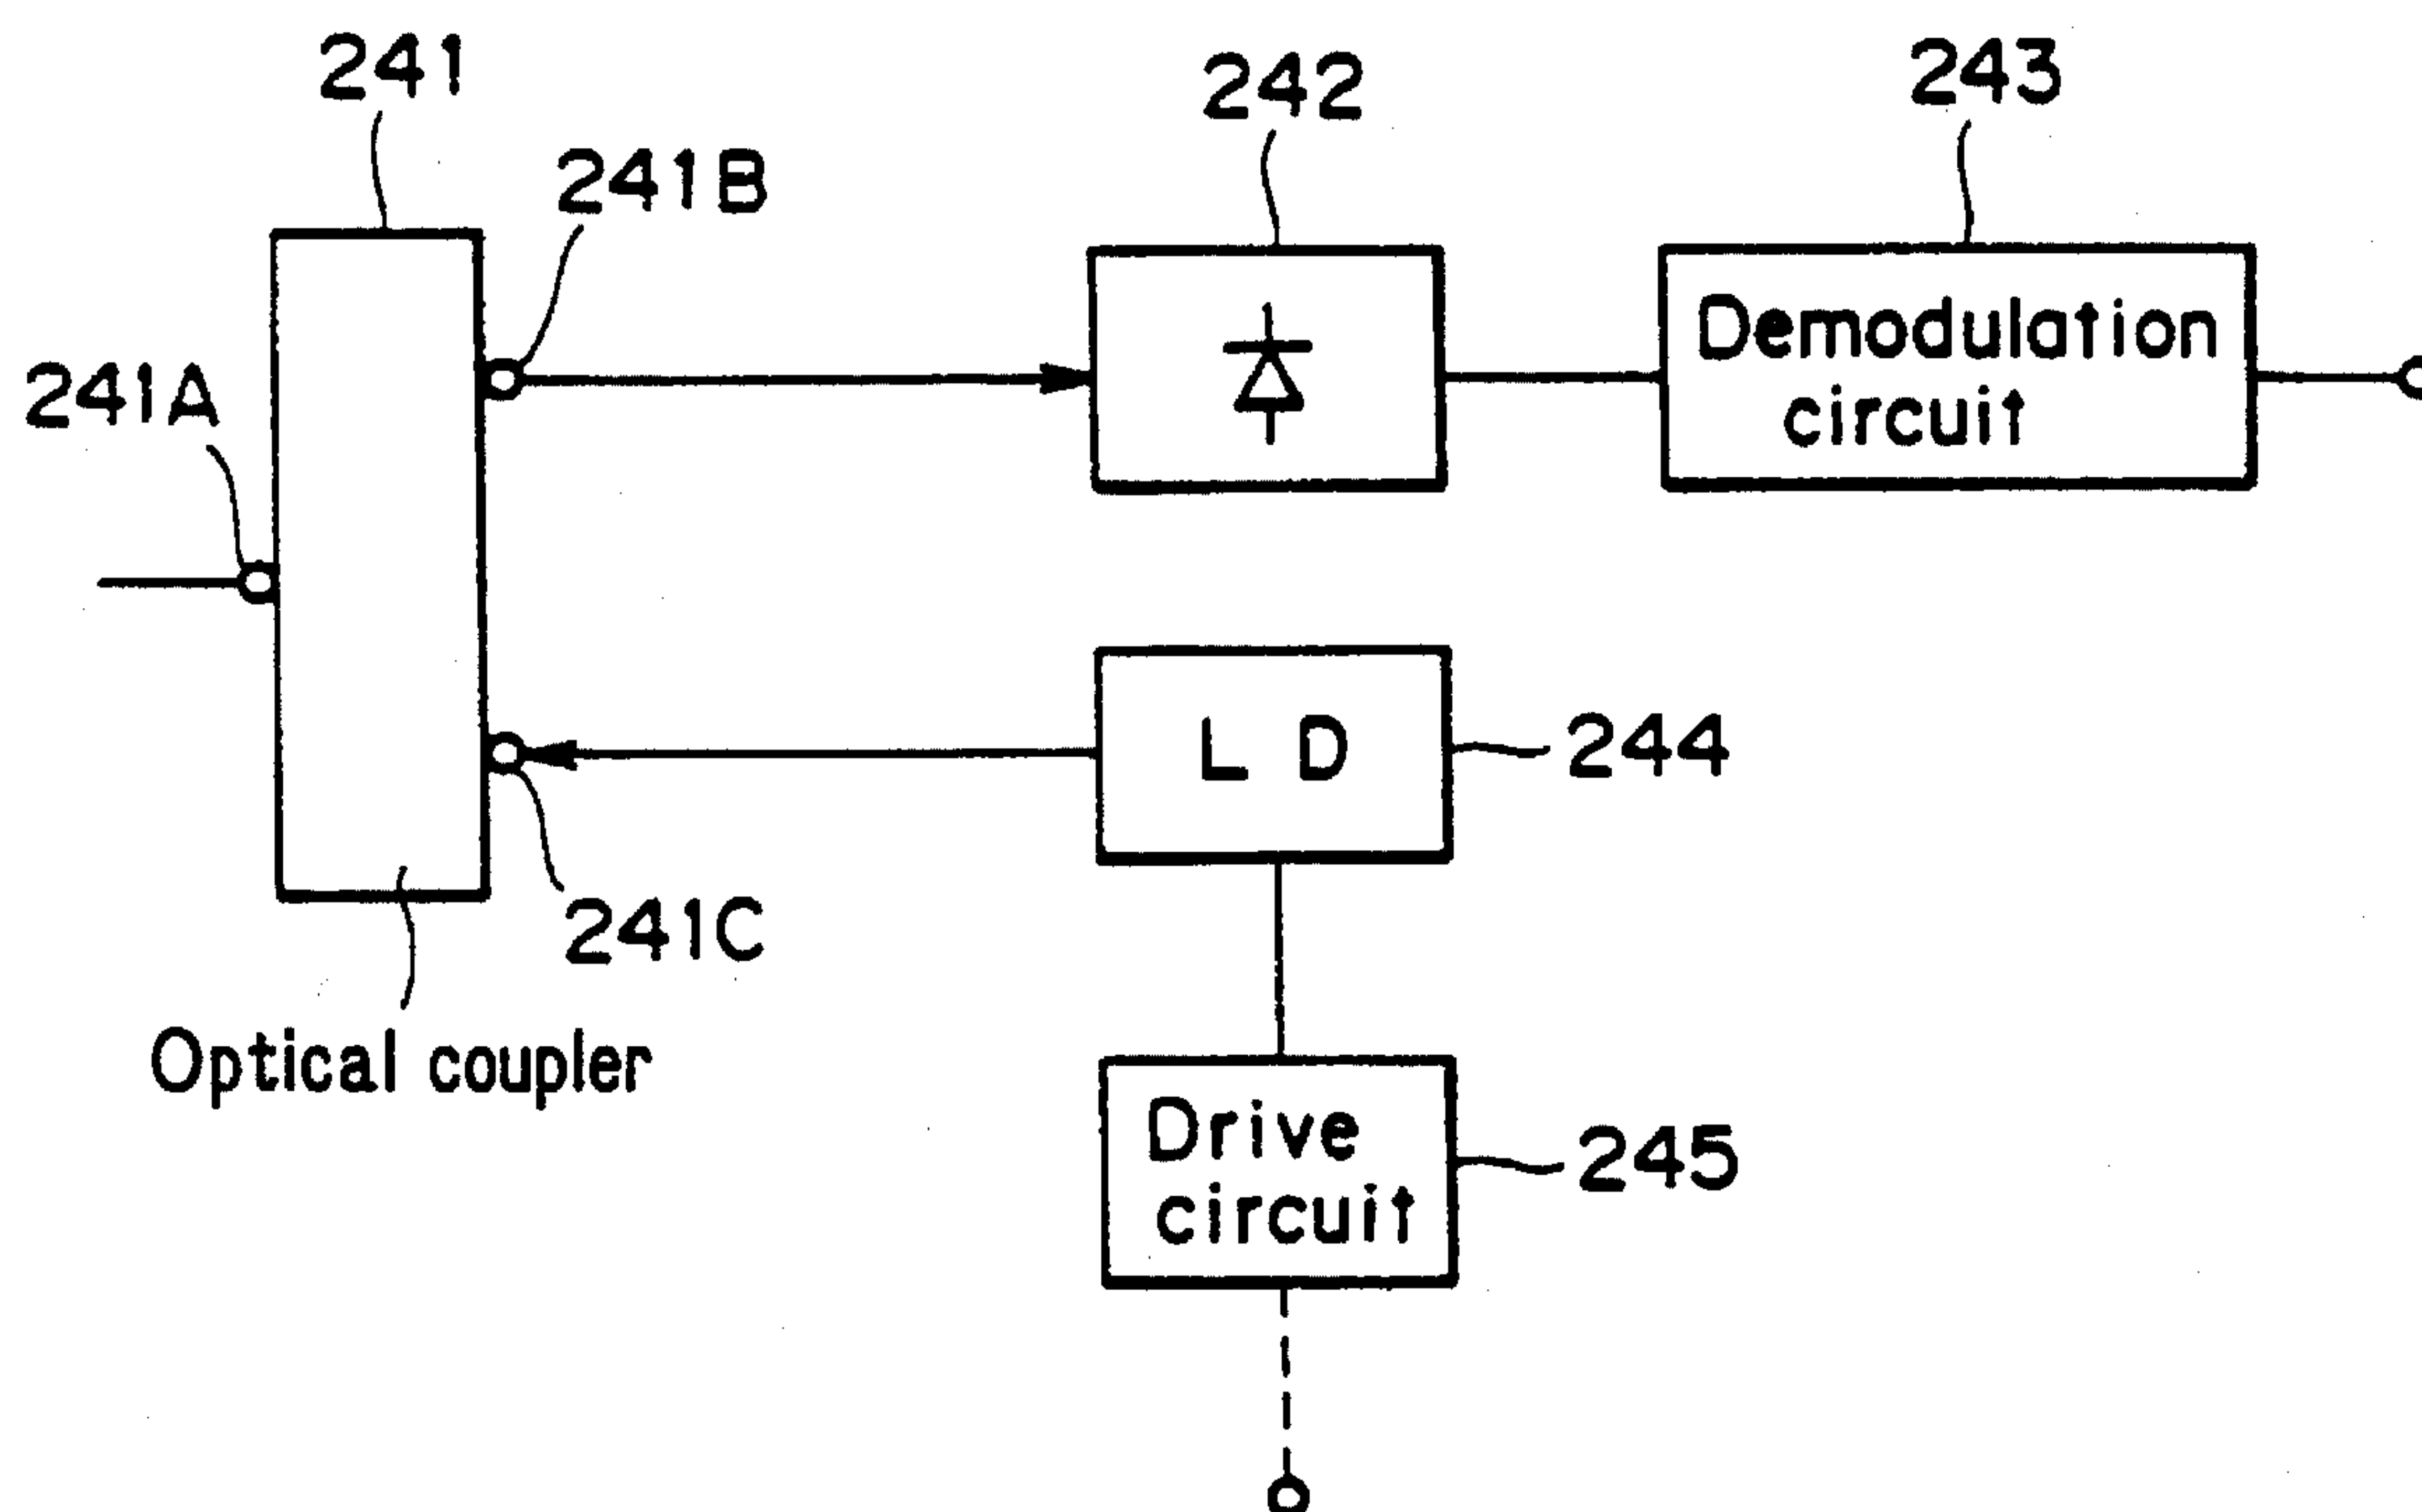 241
242
243
241B
241A
Demodulation
circuit
L D
244
241C
Optical coupler
Drive
circuit
245